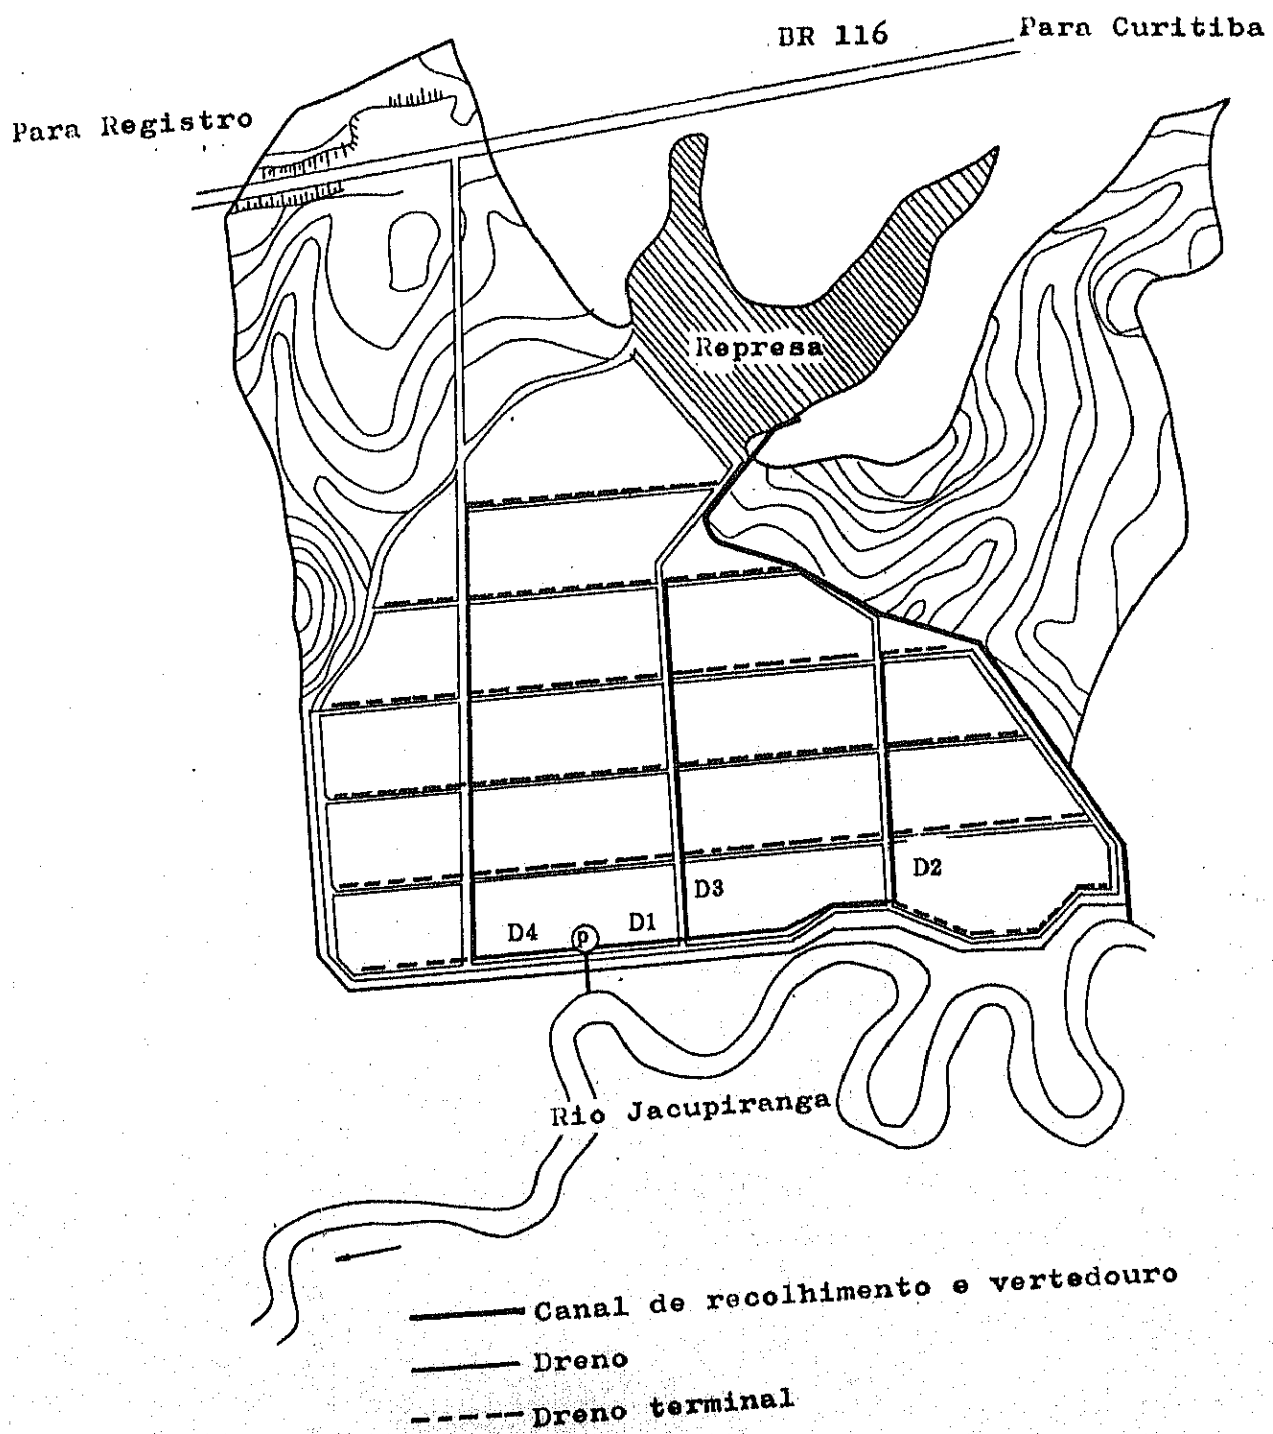 BR 116
Para Curitiba
Para Registro
Represa
D2
D3
D4
D1
P
Rio Jacupiranga
Canal de recolhimento e vertedouro
Dreno
Dreno terminal